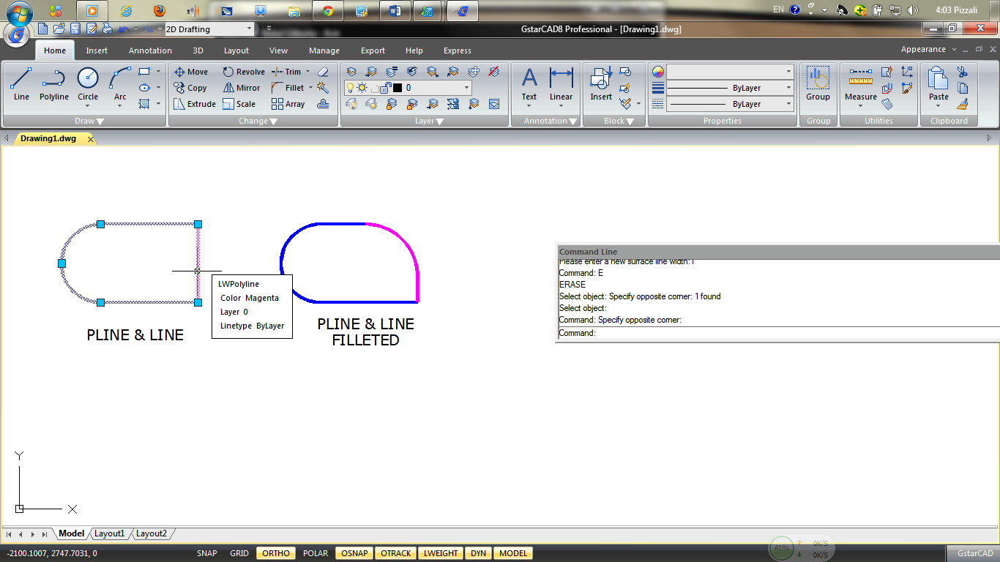 EN
4:03 Pizzali
2D Drafting
GstarCAD8 Professional - [Drawing1.dwg]
Home Insert Annotation 3D Layout View Manage Export Help Express
Appearance
Line Polyline Circle Arc
Draw
Move Revolve Trim
Copy Mirror Fillet
Extrude Scale Array
Change
0
Layer
Text Linear
Annotation
Insert
Block
ByLayer
ByLayer
Properties
Group
Group
Measure
Utilities
Paste
Clipboard
Drawing1.dwg
LWPolyline
Color Magenta
Layer 0
Linetype ByLayer
PLINE & LINE
PLINE & LINE
FILLETED
Command Line
Please enter a new surface line width:1
Command: E
ERASE
Select object: Specify opposite corner: 1 found
Select object:
Command: Specify opposite corner:
Command:
Y
X
Model Layout1 Layout2
-2100.1007, 2747.7031, 0
SNAP GRID ORTHO POLAR OSNAP OTRACK LWEIGHT DYN MODEL
41%
0K/S
0K/S
GstarCAD